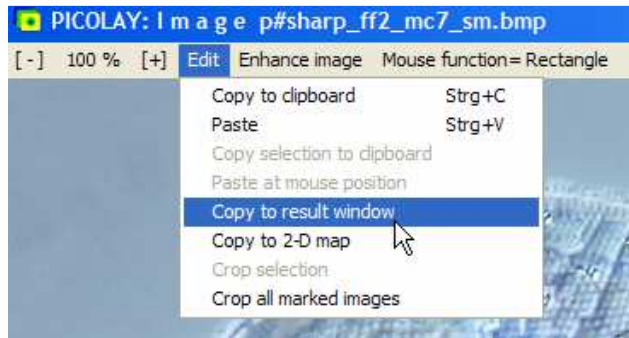 PICOLAY: I m a g e p#sharp_ff2_mc7_sm.bmp
[-] 100 % [+] Edit Enhance image Mouse function= Rectangle
Copy to clipboard Strg+C
Paste Strg+V
Copy selection to clipboard
Paste at mouse position
Copy to result window
Copy to 2-D map
Crop selection
Crop all marked images